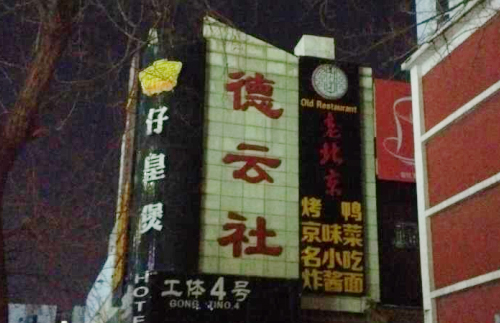 仔皇煲
HOTE
德云社
工体4号
GONG TI NO.4
Old Restaurant
老北京
烤鸭
京味菜
名小吃
炸酱面